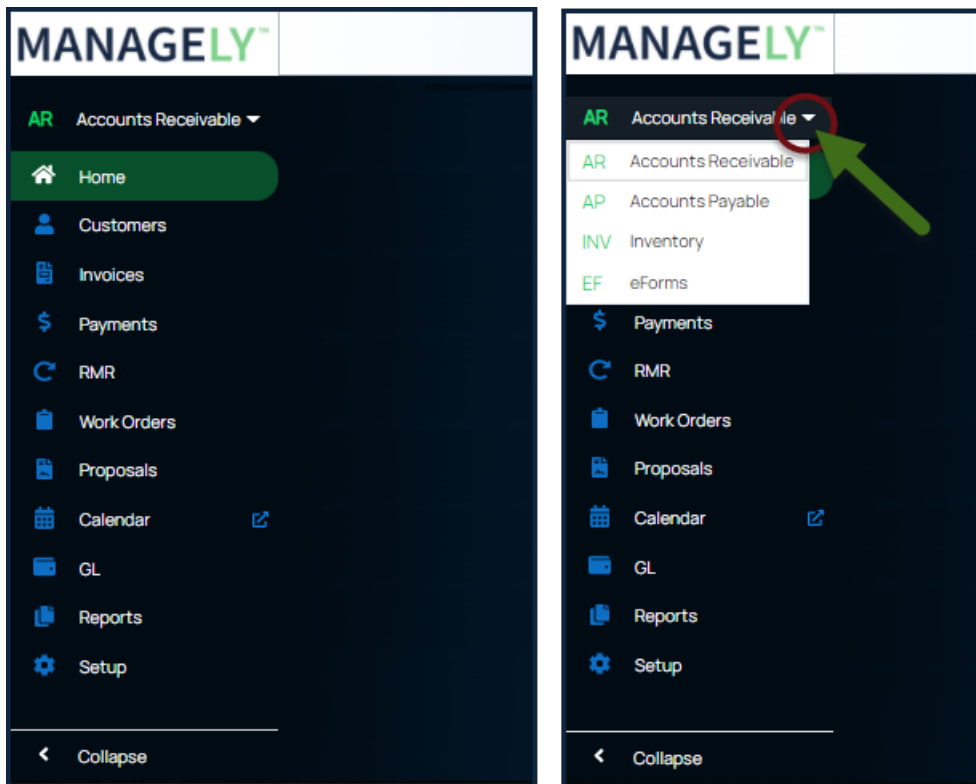 MANAGELY™
AR Accounts Receivable
Home
Customers
Invoices
Payments
RMR
Work Orders
Proposals
Calendar
GL
Reports
Setup
Collapse
MANAGELY™
AR Accounts Receivable
AR Accounts Receivable
AP Accounts Payable
INV Inventory
EF eForms
Payments
RMR
Work Orders
Proposals
Calendar
GL
Reports
Setup
Collapse